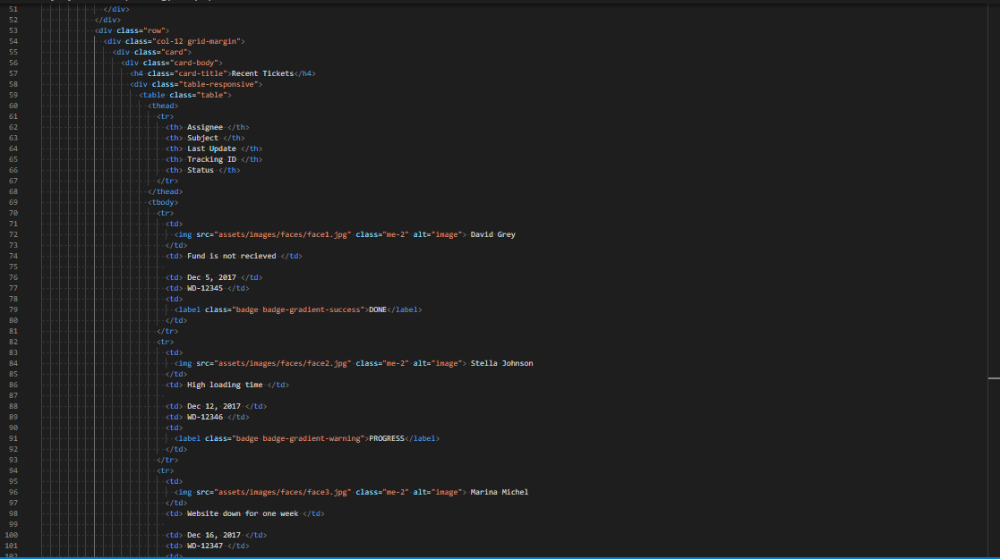 51 </div>
52 </div>
53 <div class="row">
54 <div class="col-12 grid-margin">
55 <div class="card">
56 <div class="card-body">
57 <h4 class="card-title">Recent Tickets</h4>
58 <div class="table-responsive">
59 <table class="table">
60 <thead>
61 <tr>
62 <th> Assignee </th>
63 <th> Subject </th>
64 <th> Last Update </th>
65 <th> Tracking ID </th>
66 <th> Status </th>
67 </tr>
68 </thead>
69 <tbody>
70 <tr>
71 <td>
72 <img src="assets/images/faces/face1.jpg" class="me-2" alt="image"> David Grey
73 </td>
74 <td> Fund is not recieved </td>
75
76 <td> Dec 5, 2017 </td>
77 <td> WD-12345 </td>
78 <td>
79 <label class="badge badge-gradient-success">DONE</label>
80 </td>
81 </tr>
82 <tr>
83 <td>
84 <img src="assets/images/faces/face2.jpg" class="me-2" alt="image"> Stella Johnson
85 </td>
86 <td> High loading time </td>
87
88 <td> Dec 12, 2017 </td>
89 <td> WD-12346 </td>
90 <td>
91 <label class="badge badge-gradient-warning">PROGRESS</label>
92 </td>
93 </tr>
94 <tr>
95 <td>
96 <img src="assets/images/faces/face3.jpg" class="me-2" alt="image"> Marina Michel
97 </td>
98 <td> Website down for one week </td>
99
100 <td> Dec 16, 2017 </td>
101 <td> WD-12347 </td>
102 <td>